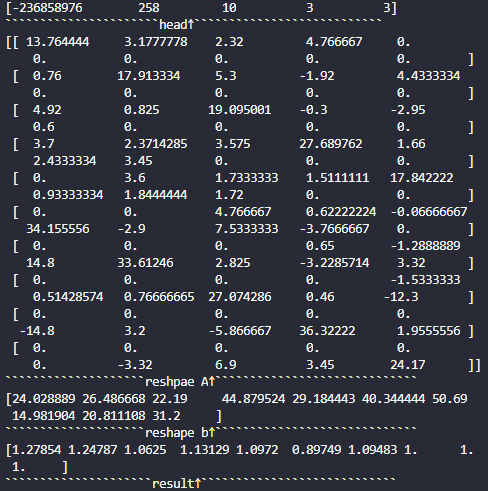 [-236858976 258 10 3 3]
~~~~~~~~~~~~~~~~~~~~~~head↑~~~~~~~~~~~~~~~~~~~~~~~~~~~
[[ 13.764444 3.1777778 2.32 4.766667 0.
0. 0. 0. 0. 0. ]
[ 0.76 17.913334 5.3 -1.92 4.4333334
0. 0. 0. 0. 0. ]
[ 4.92 0.825 19.095001 -0.3 -2.95
0.6 0. 0. 0. 0. ]
[ 3.7 2.3714285 3.575 27.689762 1.66
2.4333334 3.45 0. 0. 0. ]
[ 0. 3.6 1.7333333 1.5111111 17.842222
0.93333334 1.8444444 1.72 0. 0. ]
[ 0. 0. 4.766667 0.62222224 -0.06666667
34.155556 -2.9 7.5333333 -3.7666667 0. ]
[ 0. 0. 0. 0.65 -1.2888889
14.8 33.61246 2.825 -3.2285714 3.32 ]
[ 0. 0. 0. 0. -1.5333333
0.51428574 0.76666665 27.074286 0.46 -12.3 ]
[ 0. 0. 0. 0. 0.
-14.8 3.2 -5.866667 36.32222 1.9555556 ]
[ 0. 0. 0. 0. 0.
0. -3.32 6.9 3.45 24.17 ]]
~~~~~~~~~~~~~~~~~~~~reshpae A↑~~~~~~~~~~~~~~~~~~~~~~~~~~~~~
[24.028889 26.486668 22.19 44.879524 29.184443 40.344444 50.69
14.981904 20.811108 31.2 ]
~~~~~~~~~~~~~~~~~~~~reshape b↑~~~~~~~~~~~~~~~~~~~~~~~~~~~~~
[1.27854 1.24787 1.0625 1.13129 1.0972 0.89749 1.09483 1. 1.
1. ]
~~~~~~~~~~~~~~~~~~~~~result↑~~~~~~~~~~~~~~~~~~~~~~~~~~~~